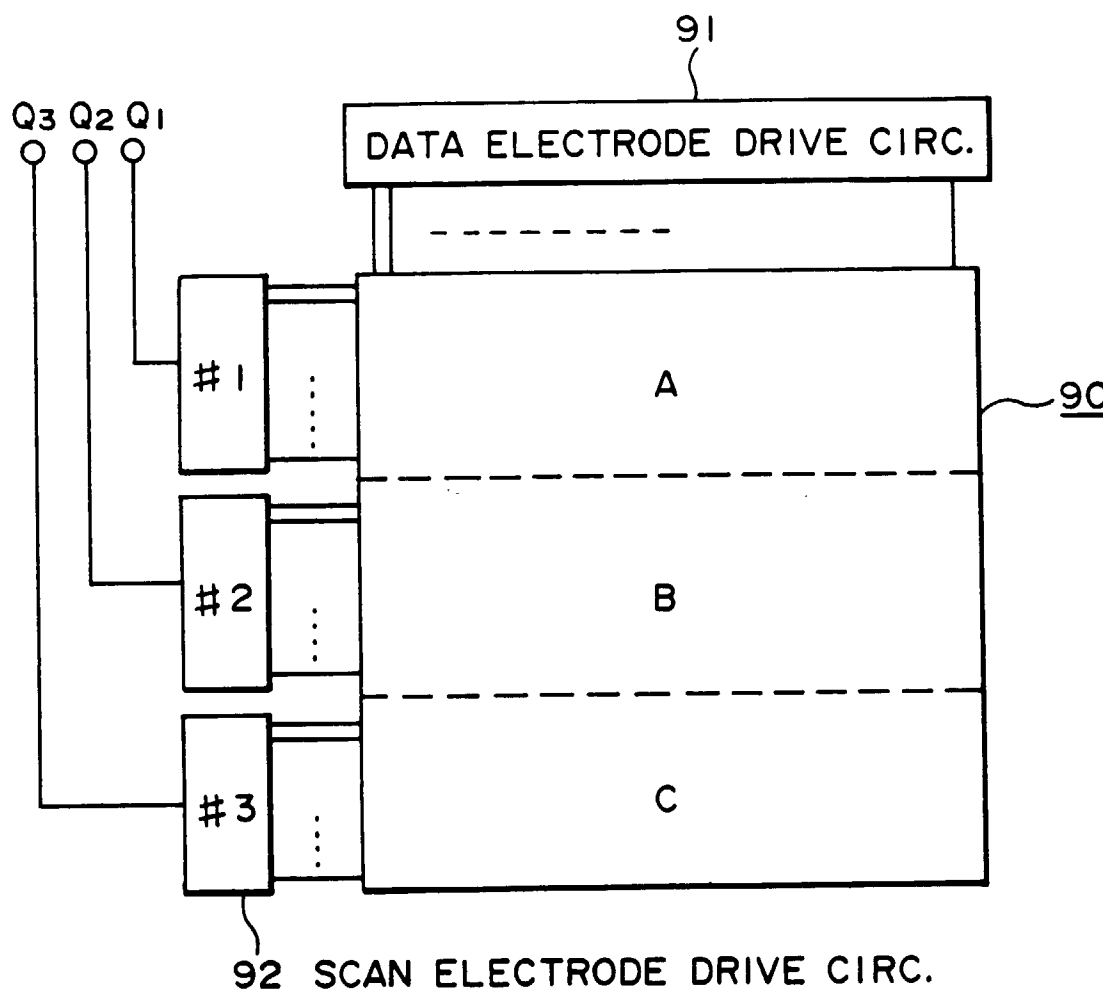 91
Q3 Q2 Q1
DATA ELECTRODE DRIVE CIRC.
#1
A
90
#2
B
#3
C
92 SCAN ELECTRODE DRIVE CIRC.